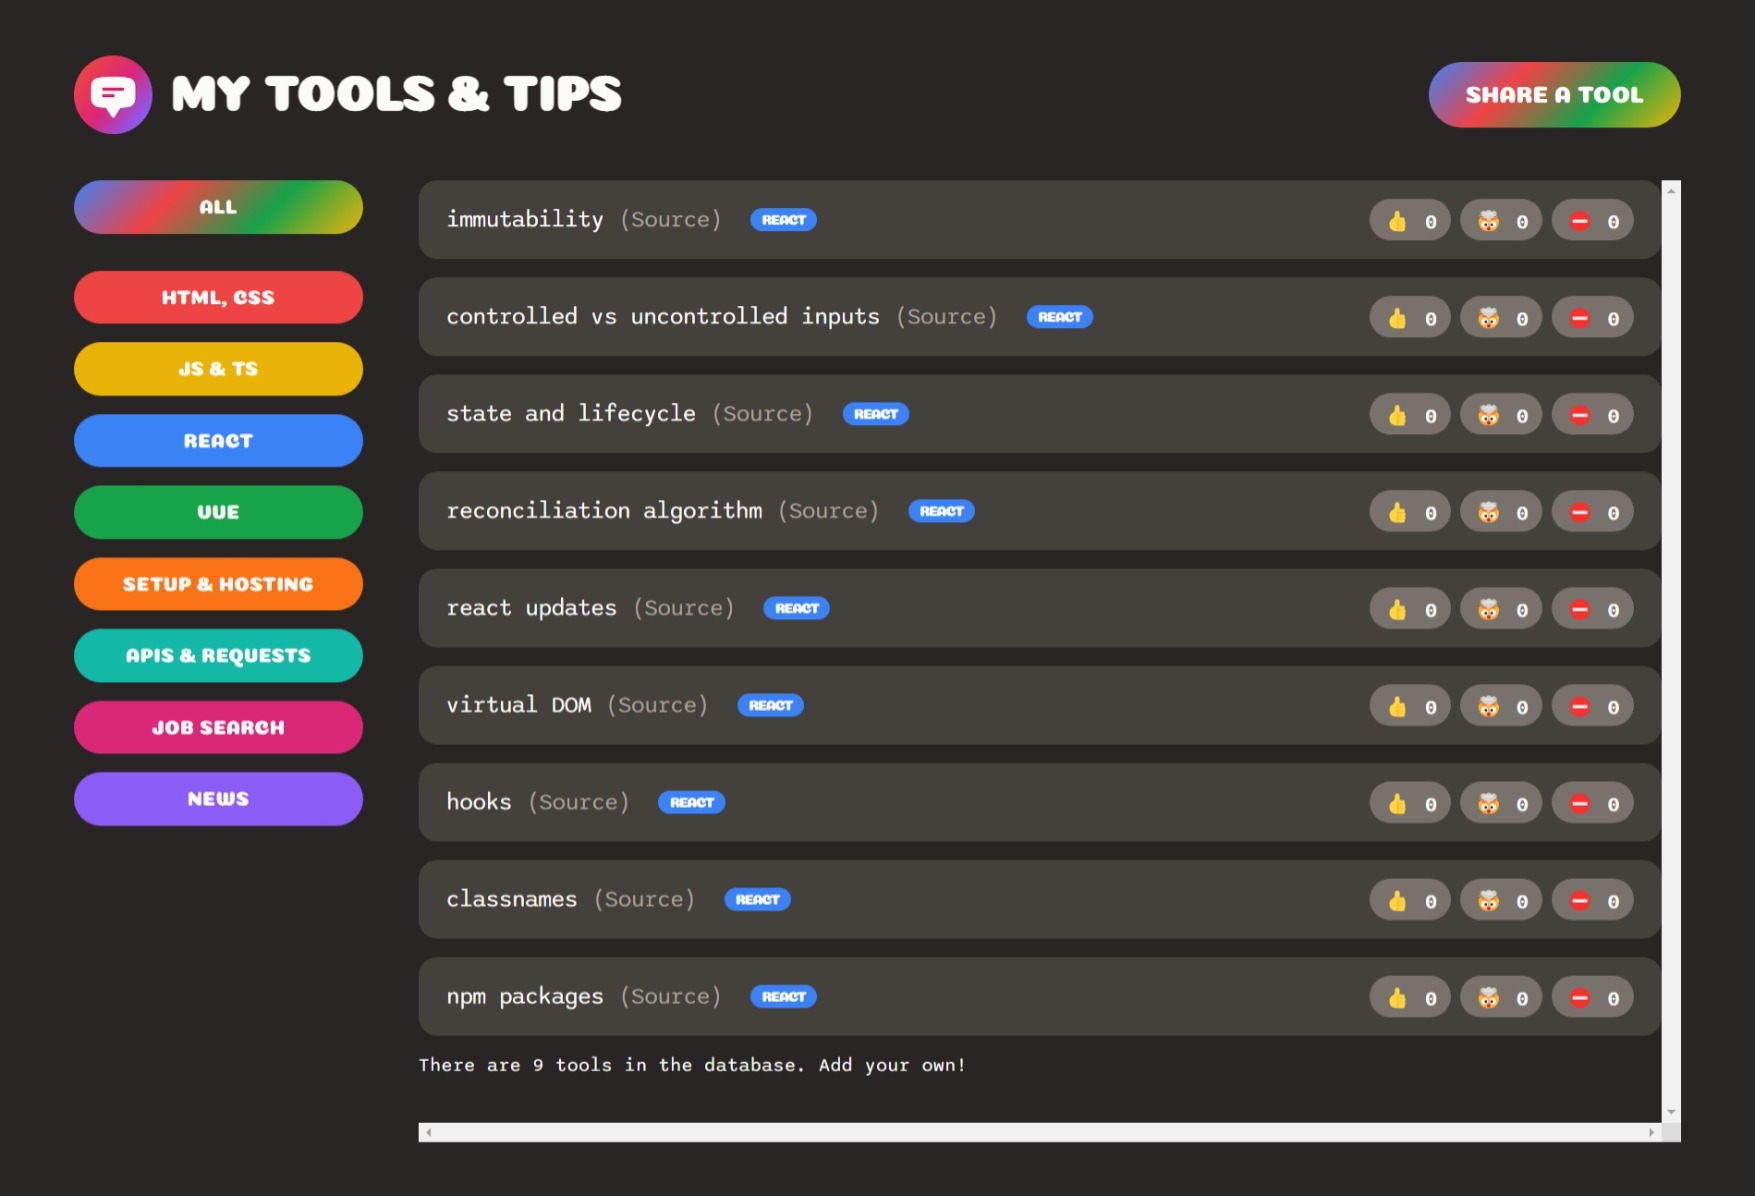 MY TOOLS & TIPS
SHARE A TOOL
ALL
HTML, CSS
JS & TS
REACT
VUE
SETUP & HOSTING
APIS & REQUESTS
JOB SEARCH
NEWS
immutability (Source) REACT 👍 0 🤯 0 ⛔ 0
controlled vs uncontrolled inputs (Source) REACT 👍 0 🤯 0 ⛔ 0
state and lifecycle (Source) REACT 👍 0 🤯 0 ⛔ 0
reconciliation algorithm (Source) REACT 👍 0 🤯 0 ⛔ 0
react updates (Source) REACT 👍 0 🤯 0 ⛔ 0
virtual DOM (Source) REACT 👍 0 🤯 0 ⛔ 0
hooks (Source) REACT 👍 0 🤯 0 ⛔ 0
classnames (Source) REACT 👍 0 🤯 0 ⛔ 0
npm packages (Source) REACT 👍 0 🤯 0 ⛔ 0
There are 9 tools in the database. Add your own!